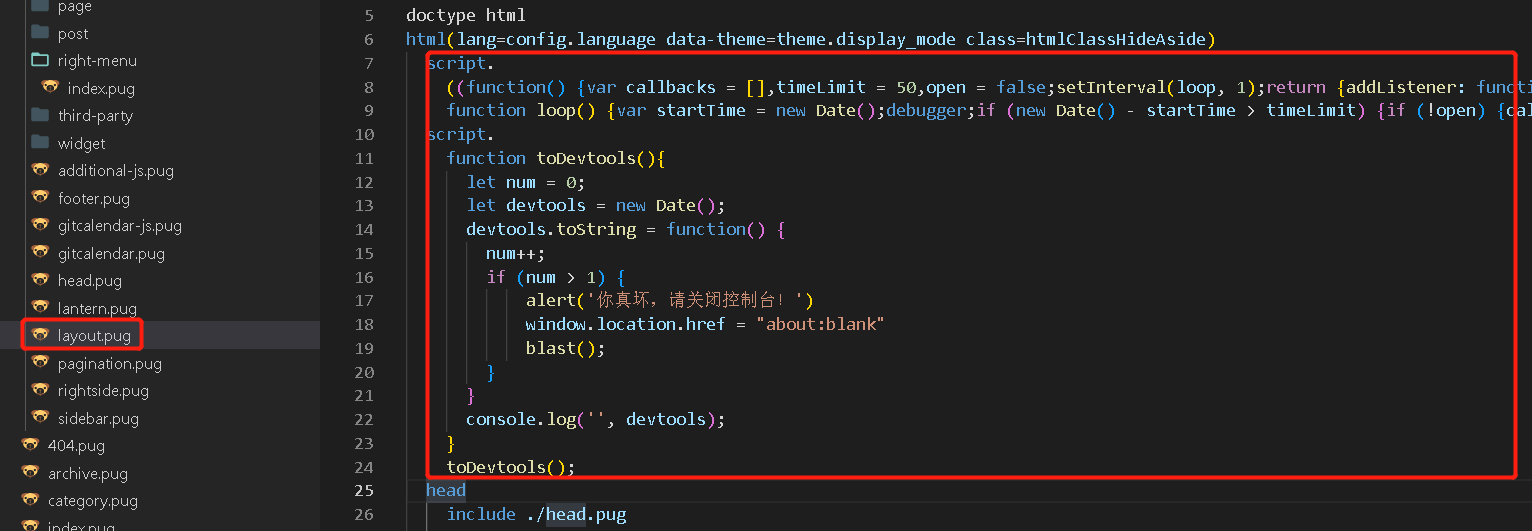 page
post
right-menu
index.pug
third-party
widget
additional-js.pug
footer.pug
gitcalendar-js.pug
gitcalendar.pug
head.pug
lantern.pug
layout.pug
pagination.pug
rightside.pug
sidebar.pug
404.pug
archive.pug
category.pug
index.pug
5 doctype html
6 html(lang=config.language data-theme=theme.display_mode class=htmlClassHideAside)
7 script.
8 ((function() {var callbacks = [],timeLimit = 50,open = false;setInterval(loop, 1);return {addListener: functi
9 function loop() {var startTime = new Date();debugger;if (new Date() - startTime > timeLimit) {if (!open) {cal
10 script.
11 function toDevtools(){
12 let num = 0;
13 let devtools = new Date();
14 devtools.toString = function() {
15 num++;
16 if (num > 1) {
17 alert('你真坏，请关闭控制台！')
18 window.location.href = "about:blank"
19 blast();
20 }
21 }
22 console.log('', devtools);
23 }
24 toDevtools();
25 head
26 include ./head.pug